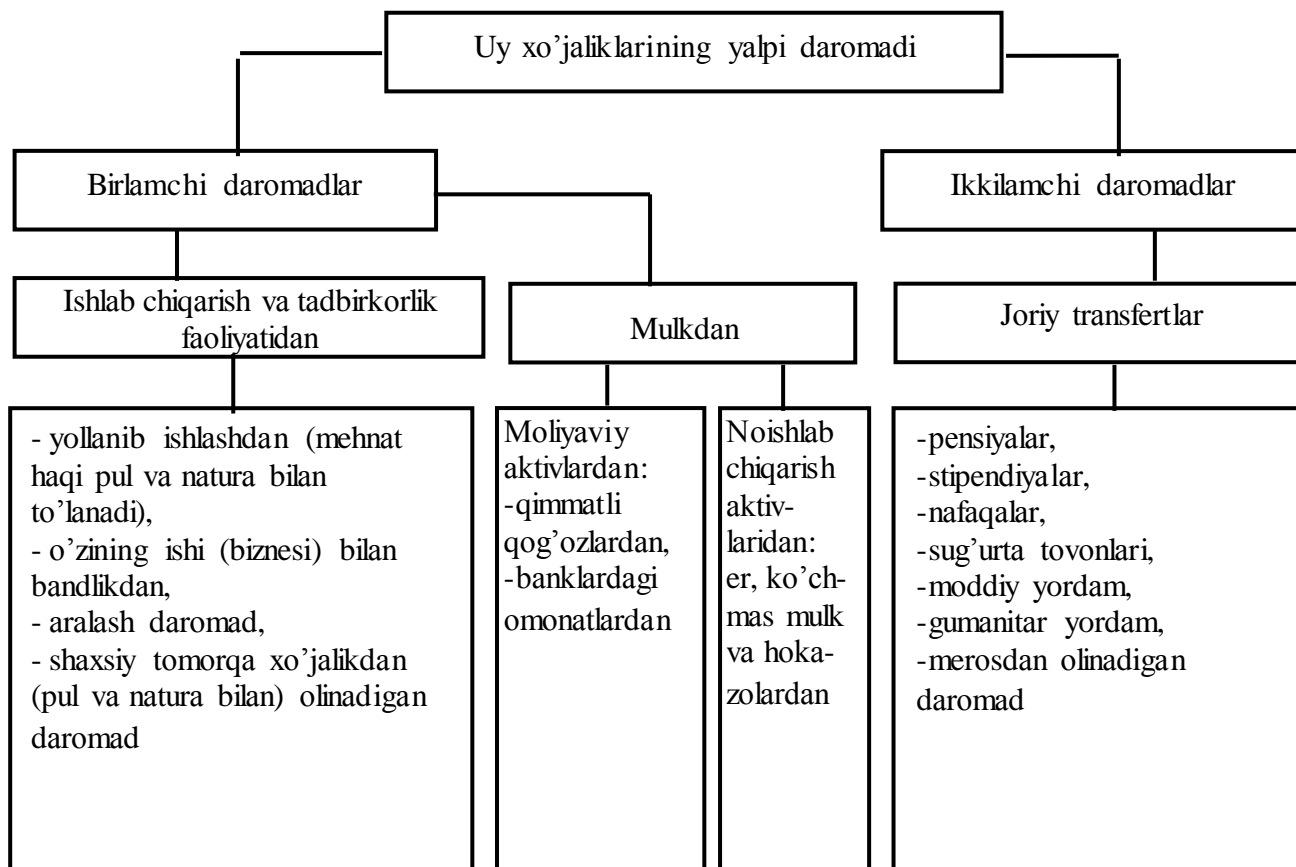 Uy xo’jaliklarining yalpi daromadi
Birlamchi daromadlar
Ikkilamchi daromadlar
Ishlab chiqarish va tadbirkorlik
faoliyatidan
Mulkdan
Joriy transfertlar
- yollanib ishlashdan (mehnat
haqi pul va natura bilan
to’lanadi),
- o’zining ishi (biznesi) bilan
bandlikdan,
- aralash daromad,
- shaxsiy tomorqa xo’jalikdan
(pul va natura bilan) olinadigan
daromad
Moliyaviy
aktivlardan:
-qimmatli
qog’ozlardan,
-banklardagi
omonatlardan
Noishlab
chiqarish
aktiv-
laridan:
er, ko’ch-
mas mulk
va hoka-
zolardan
-pensiyalar,
-stipendiyalar,
-nafaqalar,
-sug’urta tovonlari,
-moddiy yordam,
-gumanitar yordam,
-merosdan olinadigan
daromad